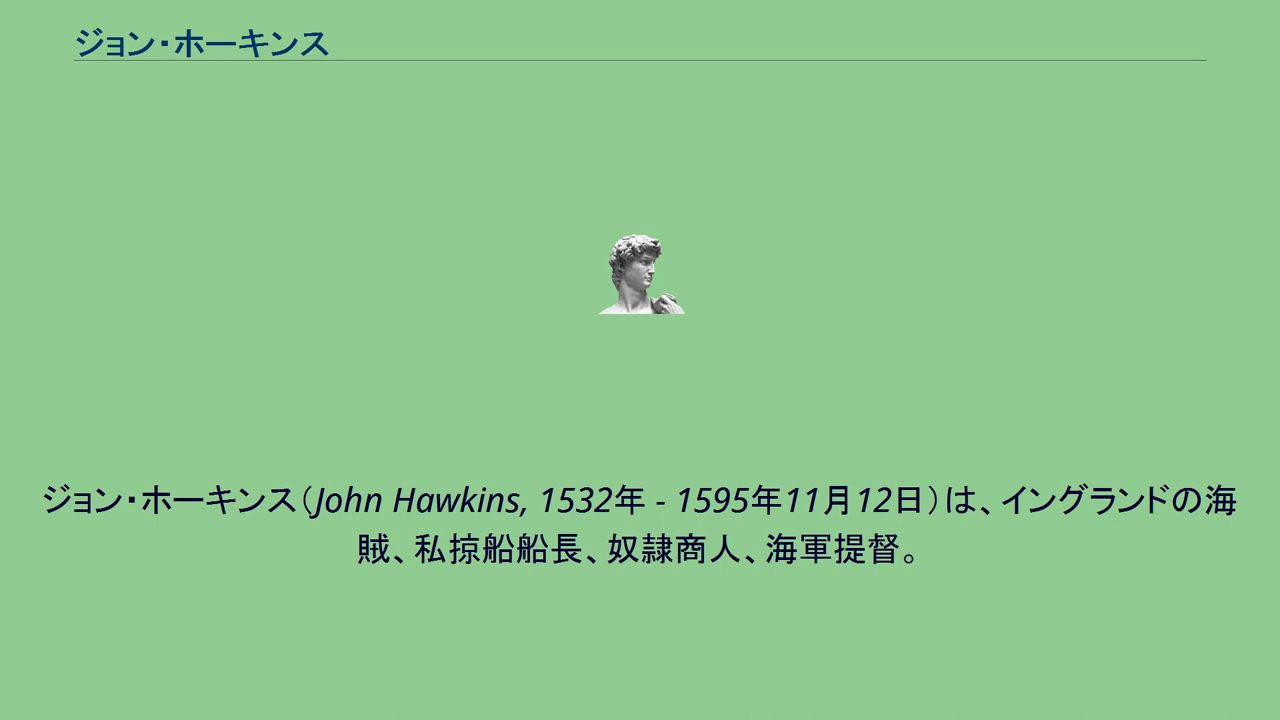 ジョン・ホーキンス
ジョン・ホーキンス（John Hawkins, 1532年 - 1595年11月12日）は、イングランドの海
賊、私掠船船長、奴隷商人、海軍提督。